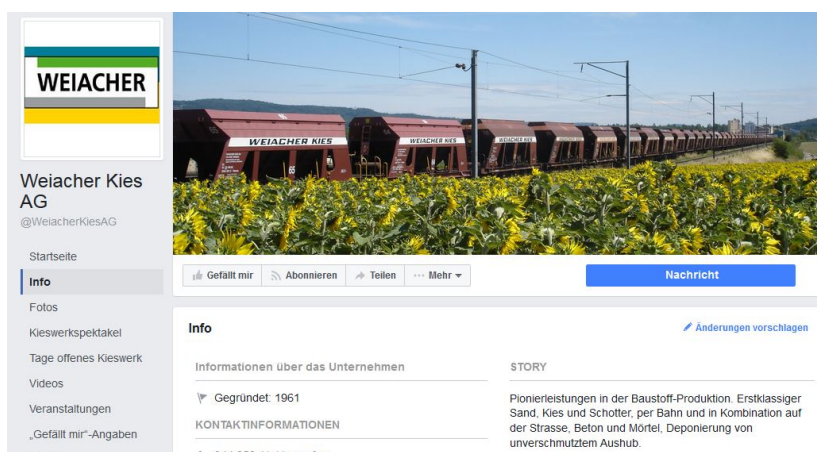 WEIACHER
WEIACHER KIES
WEIACHER KIES
65
Weiacher Kies
AG
@WeiacherKiesAG
Startseite
Info
Fotos
Kieswerkspektakel
Tage offenes Kieswerk
Videos
Veranstaltungen
„Gefällt mir“-Angaben
Gefällt mir
Abonnieren
Teilen
Mehr
Nachricht
Info
Änderungen vorschlagen
Informationen über das Unternehmen
Gegründet: 1961
KONTAKTINFORMATIONEN
STORY
Pionierleistungen in der Baustoff-Produktion. Erstklassiger
Sand, Kies und Schotter, per Bahn und in Kombination auf
der Strasse, Beton und Mörtel, Deponierung von
unverschmutztem Aushub.